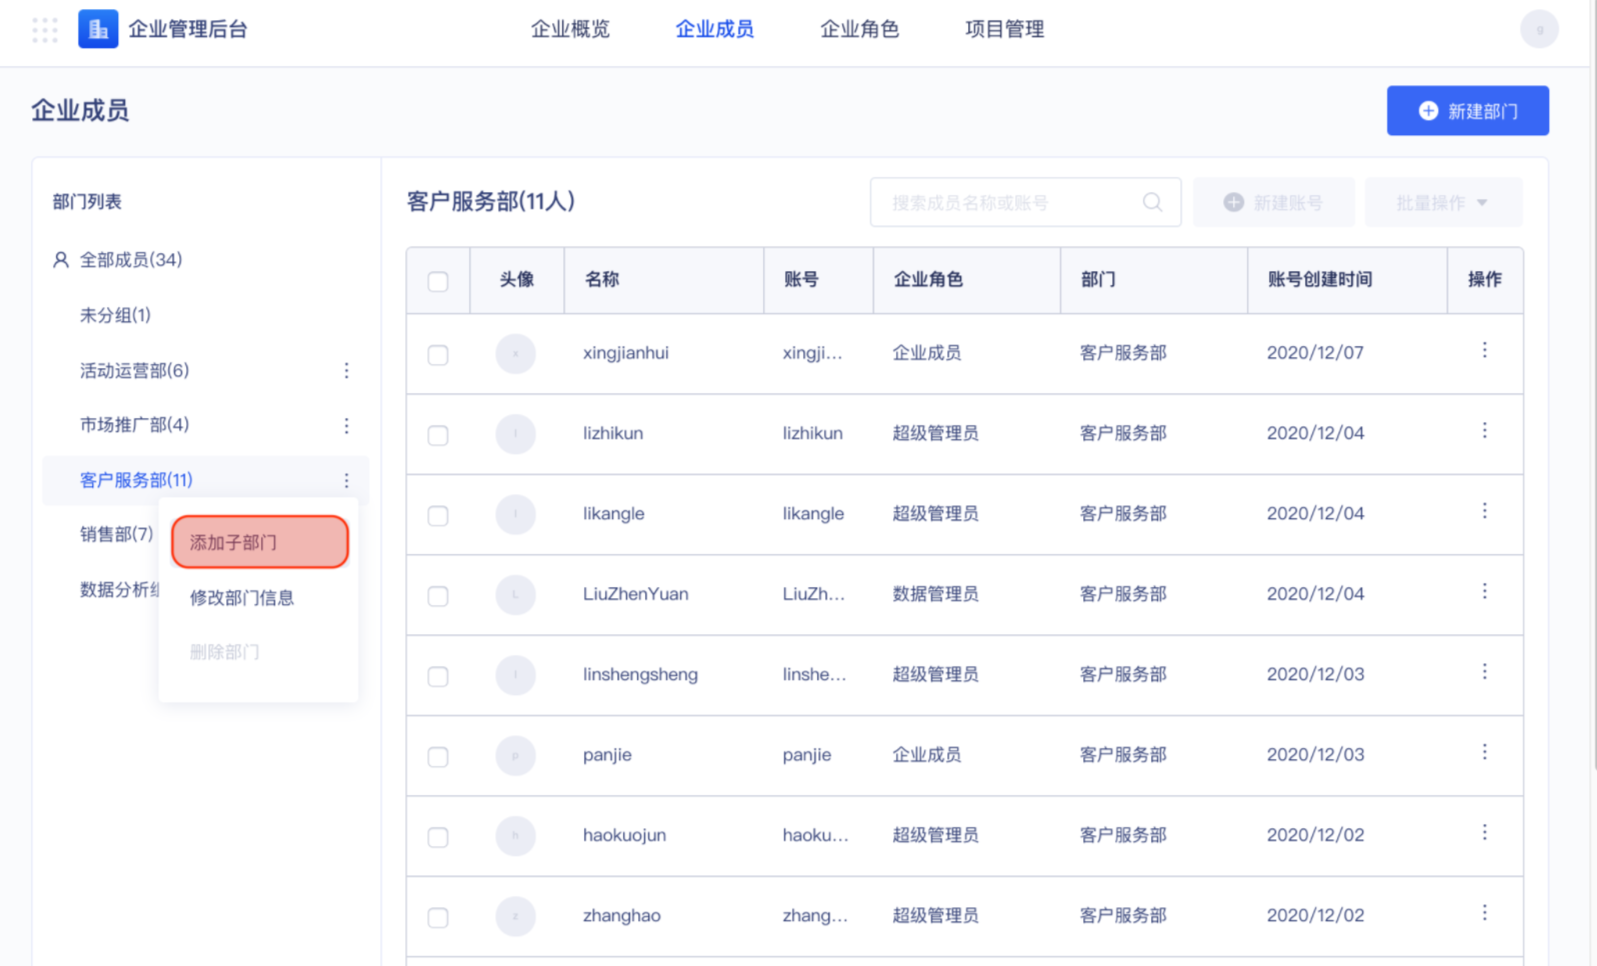 企业管理后台 企业概览 企业成员 企业角色 项目管理 g
企业成员
新建部门
部门列表
全部成员(34)
未分组(1)
活动运营部(6)
市场推广部(4)
客户服务部(11)
销售部(7)
数据分析
添加子部门
修改部门信息
删除部门
客户服务部(11人)
搜索成员名称或账号
新建账号
批量操作
头像 名称 账号 企业角色 部门 账号创建时间 操作
x xingjianhui xingji... 企业成员 客户服务部 2020/12/07
l lizhikun lizhikun 超级管理员 客户服务部 2020/12/04
l likangle likangle 超级管理员 客户服务部 2020/12/04
L LiuZhenYuan LiuZh... 数据管理员 客户服务部 2020/12/04
l linshengsheng linshe... 超级管理员 客户服务部 2020/12/03
p panjie panjie 企业成员 客户服务部 2020/12/03
h haokuojun haoku... 超级管理员 客户服务部 2020/12/02
z zhanghao zhang... 超级管理员 客户服务部 2020/12/02